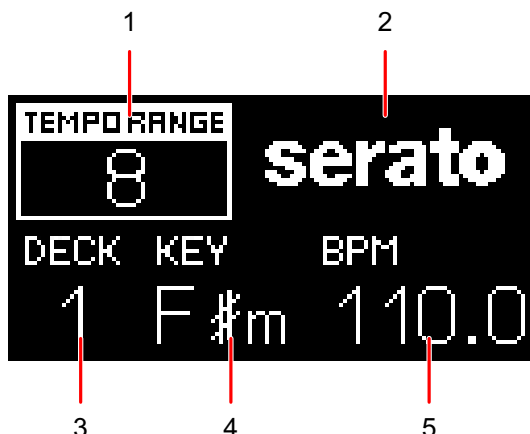 1 2
TEMPO RANGE
8
serato
DECK KEY BPM
1 F#m 110.0
3 4 5